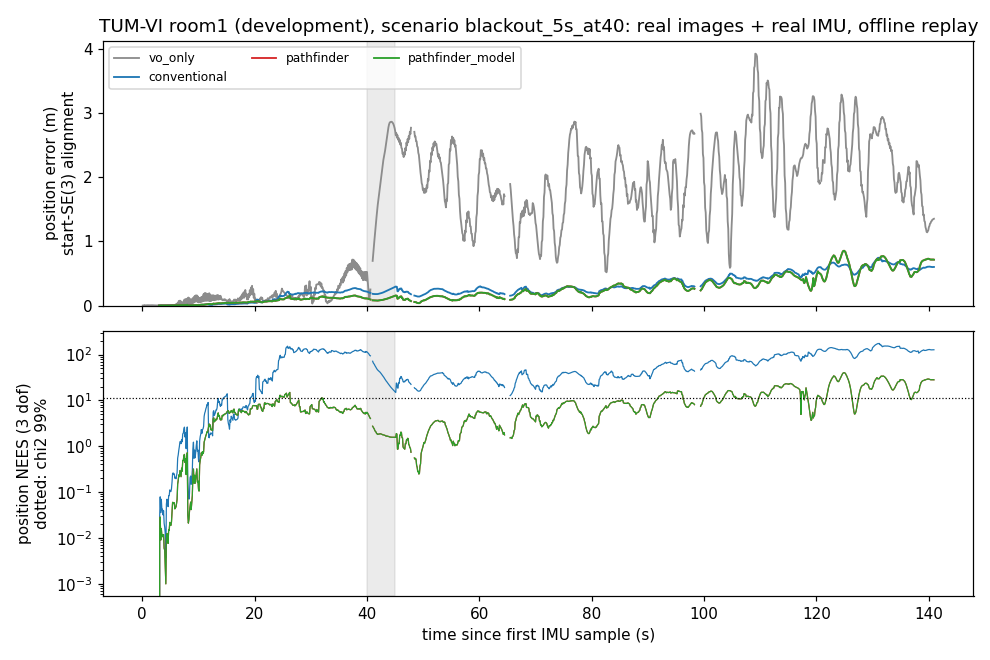 TUM-VI room1 (development), scenario blackout_5s_at40: real images + real IMU, offline replay
vo_only
conventional
pathfinder
pathfinder_model
position error (m)
start-SE(3) alignment
4
3
2
1
0
position NEES (3 dof)
dotted: chi2 99%
10²
10¹
10⁰
10⁻¹
10⁻²
10⁻³
0 20 40 60 80 100 120 140
time since first IMU sample (s)